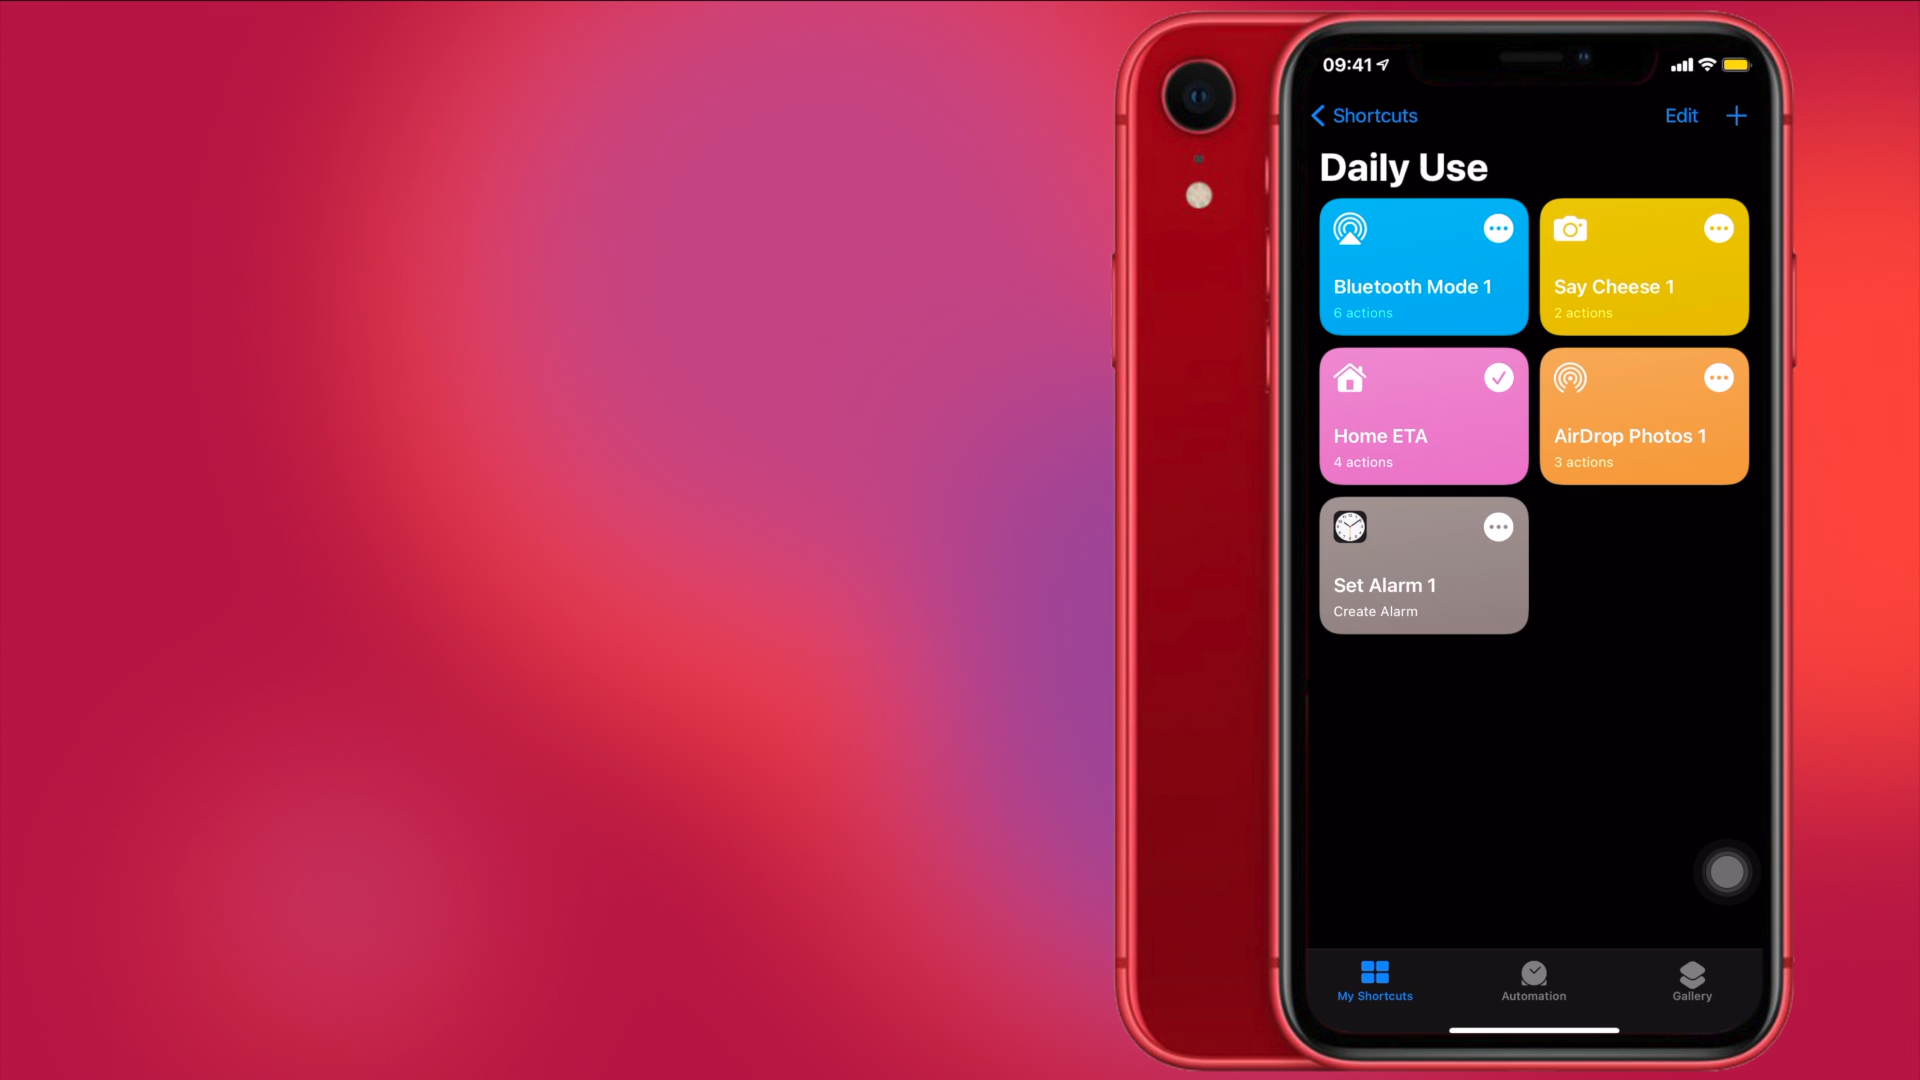 09:41
Shortcuts
Edit
Daily Use
Bluetooth Mode 1
6 actions
Say Cheese 1
2 actions
Home ETA
4 actions
AirDrop Photos 1
3 actions
Set Alarm 1
Create Alarm
My Shortcuts
Automation
Gallery